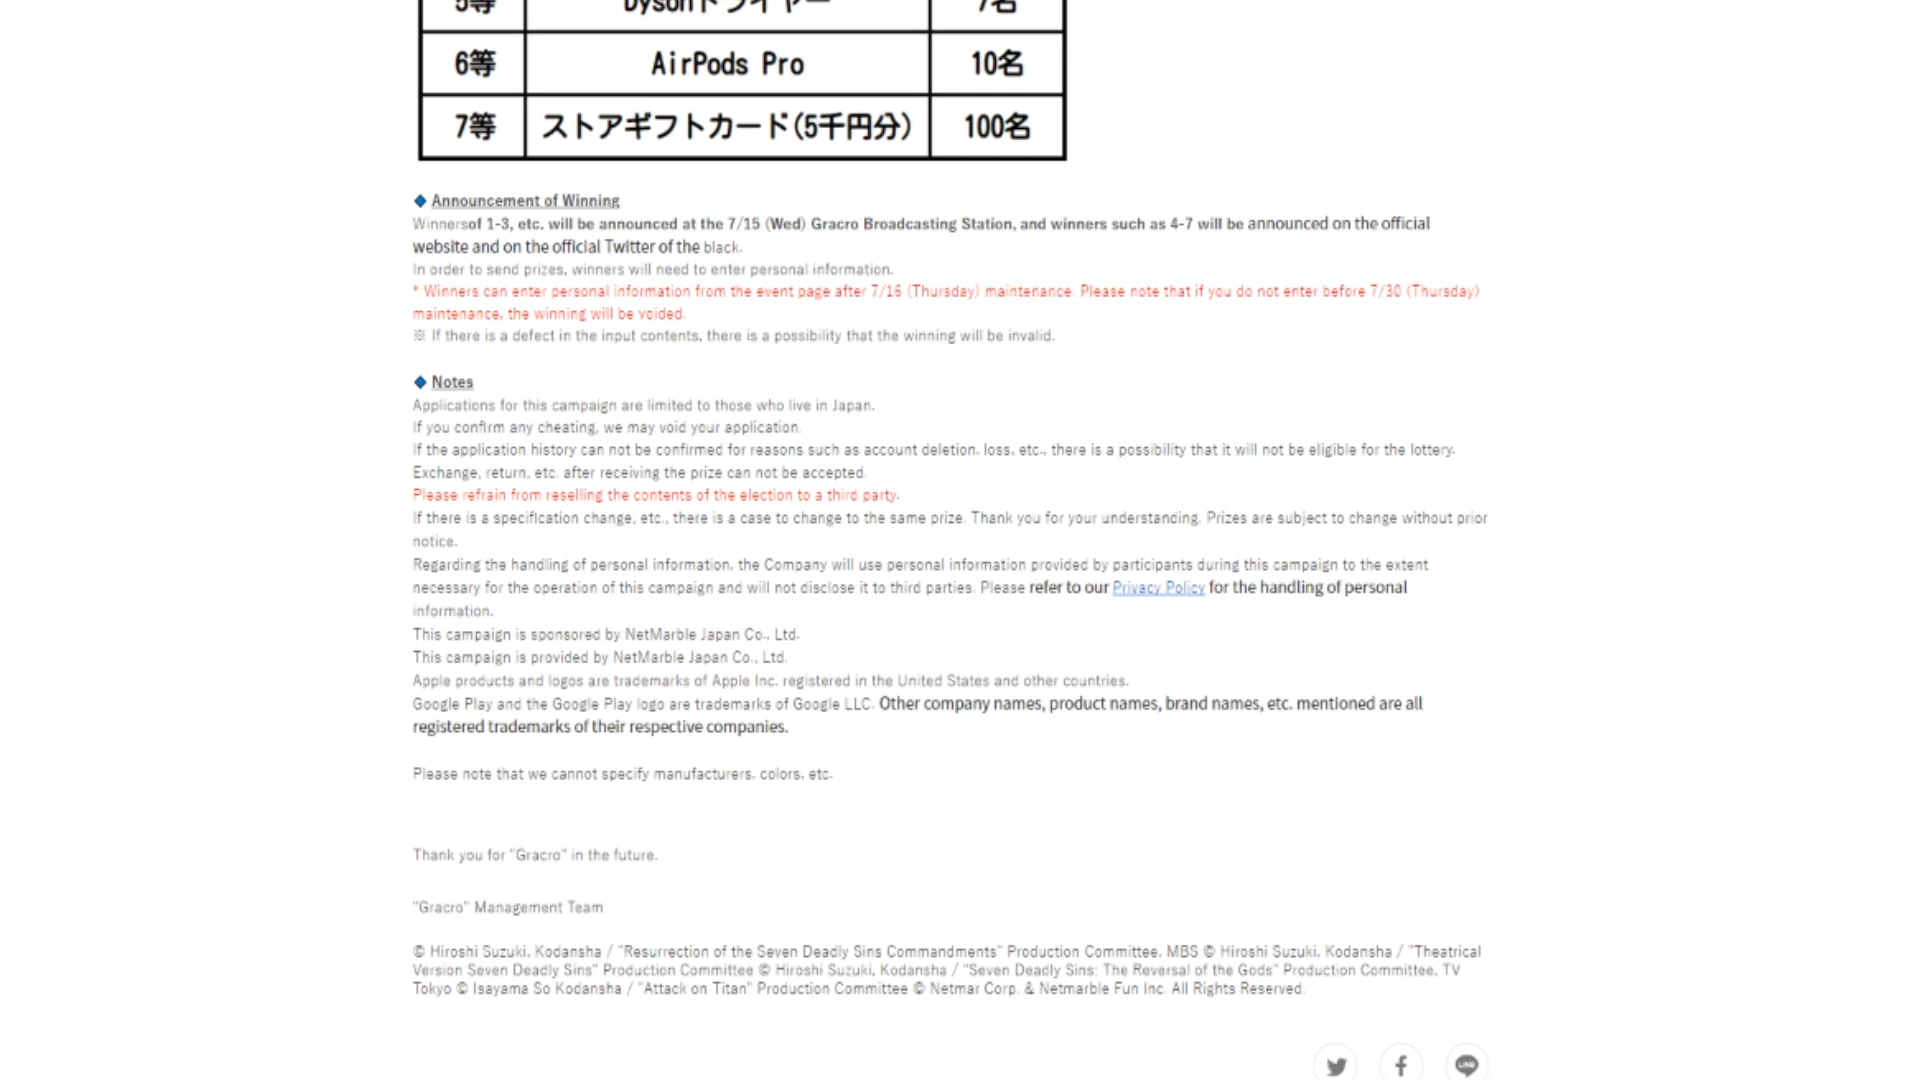 5等 Dysonドライヤー 7名
6等 AirPods Pro 10名
7等 ストアギフトカード(5千円分) 100名
◆ Announcement of Winning
Winnersof 1-3, etc. will be announced at the 7/15 (Wed) Gracro Broadcasting Station, and winners such as 4-7 will be announced on the official
website and on the official Twitter of the black.
In order to send prizes, winners will need to enter personal information.
* Winners can enter personal information from the event page after 7/16 (Thursday) maintenance. Please note that if you do not enter before 7/30 (Thursday)
maintenance, the winning will be voided.
※ If there is a defect in the input contents, there is a possibility that the winning will be invalid.
◆ Notes
Applications for this campaign are limited to those who live in Japan.
If you confirm any cheating, we may void your application.
If the application history can not be confirmed for reasons such as account deletion, loss, etc., there is a possibility that it will not be eligible for the lottery.
Exchange, return, etc. after receiving the prize can not be accepted.
Please refrain from reselling the contents of the election to a third party.
If there is a specification change, etc., there is a case to change to the same prize. Thank you for your understanding. Prizes are subject to change without prior
notice.
Regarding the handling of personal information, the Company will use personal information provided by participants during this campaign to the extent
necessary for the operation of this campaign and will not disclose it to third parties. Please refer to our Privacy Policy for the handling of personal
information.
This campaign is sponsored by NetMarble Japan Co., Ltd.
This campaign is provided by NetMarble Japan Co., Ltd.
Apple products and logos are trademarks of Apple Inc. registered in the United States and other countries.
Google Play and the Google Play logo are trademarks of Google LLC. Other company names, product names, brand names, etc. mentioned are all
registered trademarks of their respective companies.
Please note that we cannot specify manufacturers, colors, etc.
Thank you for "Gracro" in the future.
"Gracro" Management Team
© Hiroshi Suzuki, Kodansha / "Resurrection of the Seven Deadly Sins Commandments" Production Committee, MBS © Hiroshi Suzuki, Kodansha / "Theatrical
Version Seven Deadly Sins" Production Committee © Hiroshi Suzuki, Kodansha / "Seven Deadly Sins: The Reversal of the Gods" Production Committee, TV
Tokyo © Isayama So Kodansha / "Attack on Titan" Production Committee © Netmar Corp. & Netmarble Fun Inc. All Rights Reserved.
LINE